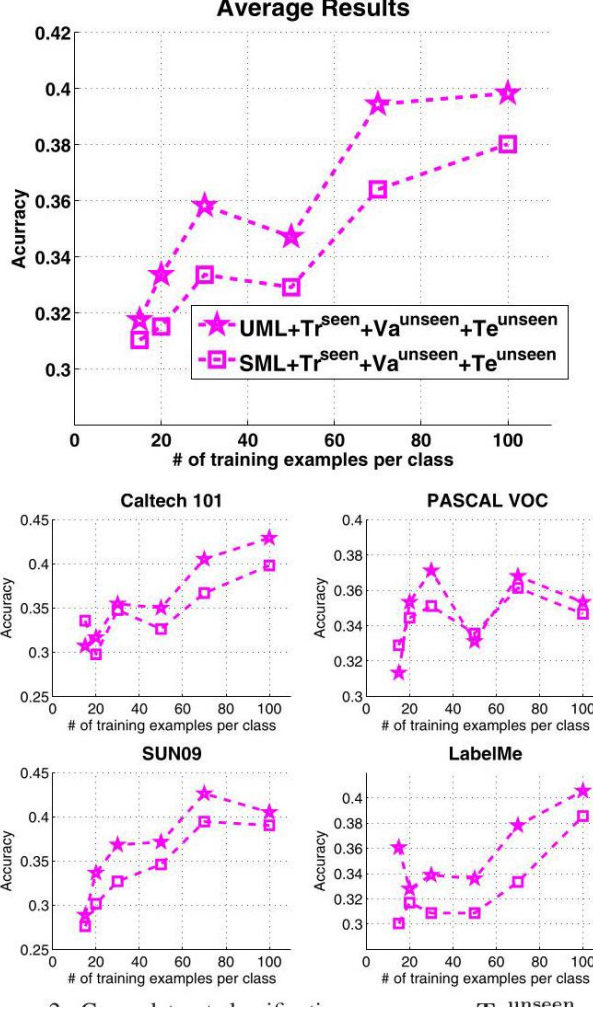 Average Results
0.42
0.4
0.38
0.36
0.34
0.32
0.3
Acurracy
UML+Tr^seen+Va^unseen+Te^unseen
SML+Tr^seen+Va^unseen+Te^unseen
0 20 40 60 80 100
# of training examples per class
Caltech 101
0.45
0.4
0.35
0.3
0.25
Accuracy
0 20 40 60 80 100
# of training examples per class
PASCAL VOC
0.4
0.38
0.36
0.34
0.32
0.3
Accuracy
0 20 40 60 80 100
# of training examples per class
SUN09
0.45
0.4
0.35
0.3
0.25
Accuracy
0 20 40 60 80 100
# of training examples per class
LabelMe
0.4
0.38
0.36
0.34
0.32
0.3
Accuracy
0 20 40 60 80 100
# of training examples per class